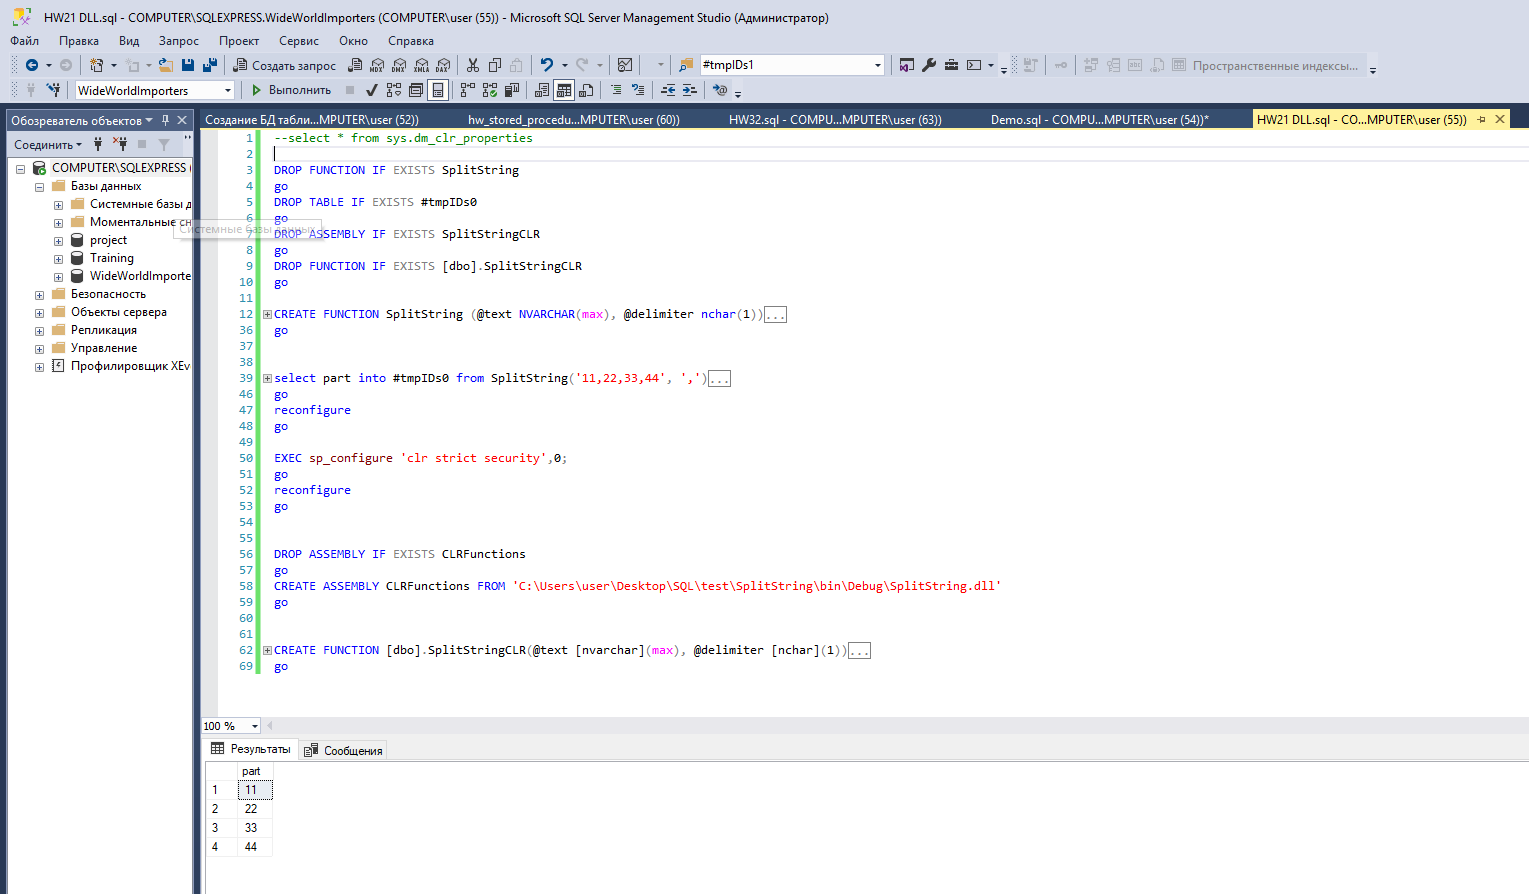 HW21 DLL.sql - COMPUTER\SQLEXPRESS.WideWorldImporters (COMPUTER\user (55)) - Microsoft SQL Server Management Studio (Администратор)
Файл Правка Вид Запрос Проект Сервис Окно Справка
Создать запрос MDX DMX XMLA DAX #tmpIDs1 Пространственные индексы...
WideWorldImporters Выполнить
Обозреватель объектов
Соединить
COMPUTER\SQLEXPRESS (
Базы данных
Системные базы д
Моментальные сн
Системные базы данных
project
Training
WideWorldImporte
Безопасность
Объекты сервера
Репликация
Управление
Профилировщик XEv
Создание БД табли...MPUTER\user (52)) hw_stored_procedu...MPUTER\user (60)) HW32.sql - COMPU...MPUTER\user (63)) Demo.sql - COMPU...MPUTER\user (54))* HW21 DLL.sql - CO...MPUTER\user (55))
1 --select * from sys.dm_clr_properties
2
3 DROP FUNCTION IF EXISTS SplitString
4 go
5 DROP TABLE IF EXISTS #tmpIDs0
6 go
7 DROP ASSEMBLY IF EXISTS SplitStringCLR
8 go
9 DROP FUNCTION IF EXISTS [dbo].SplitStringCLR
10 go
11
12 CREATE FUNCTION SplitString (@text NVARCHAR(max), @delimiter nchar(1))...
36 go
37
38
39 select part into #tmpIDs0 from SplitString('11,22,33,44', ',')...
46 go
47 reconfigure
48 go
49
50 EXEC sp_configure 'clr strict security',0;
51 go
52 reconfigure
53 go
54
55
56 DROP ASSEMBLY IF EXISTS CLRFunctions
57 go
58 CREATE ASSEMBLY CLRFunctions FROM 'C:\Users\user\Desktop\SQL\test\SplitString\bin\Debug\SplitString.dll'
59 go
60
61
62 CREATE FUNCTION [dbo].SplitStringCLR(@text [nvarchar](max), @delimiter [nchar](1))...
69 go
100 %
Результаты Сообщения
part
1 11
2 22
3 33
4 44